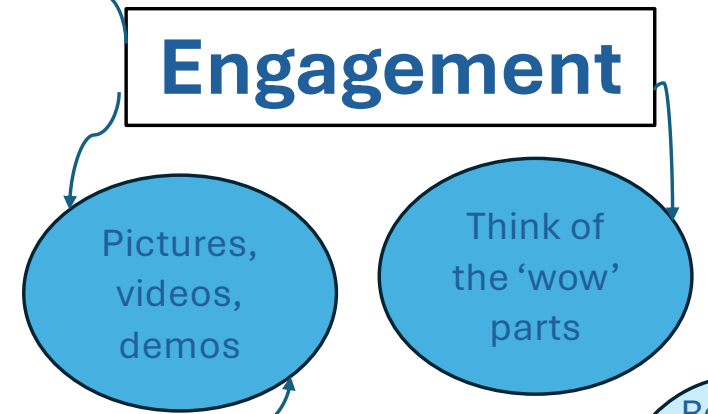 Engagement
Pictures,
videos,
demos
Think of
the ‘wow’
parts